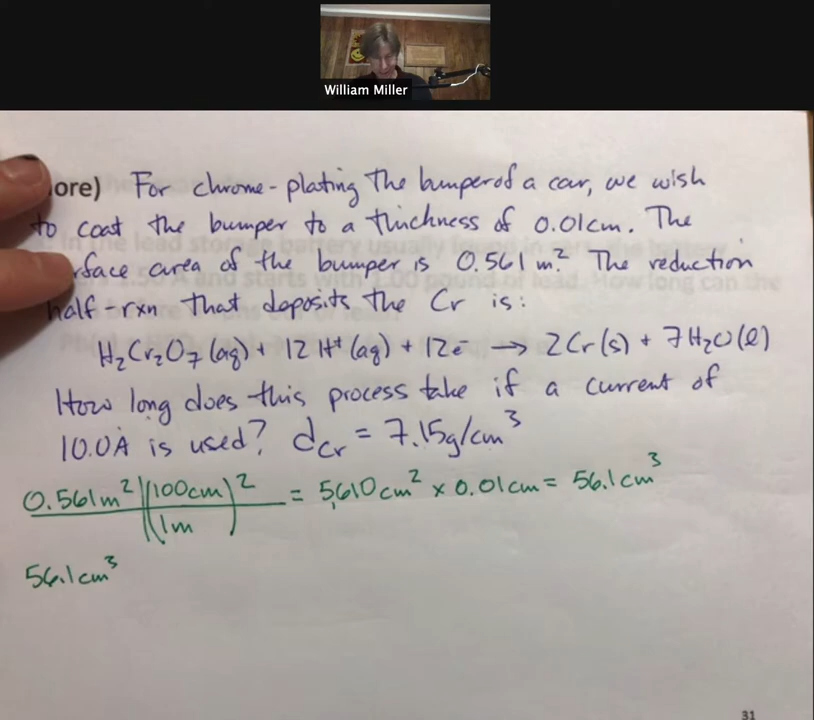 William Miller
ore) For chrome-plating the bumper of a car, we wish
to coat the bumper to a thickness of 0.01cm. The
rface area of the bumper is 0.561 m². The reduction
half-rxn that deposits the Cr is:
H₂Cr₂O₇(aq) + 12H⁺(aq) + 12e⁻ → 2Cr(s) + 7H₂O(l)
How long does this process take if a current of
10.0A is used? dCr = 7.15g/cm³
0.561m² | (100cm)² = 5,610cm² × 0.01cm = 56.1cm³
(1m)
56.1cm³
31